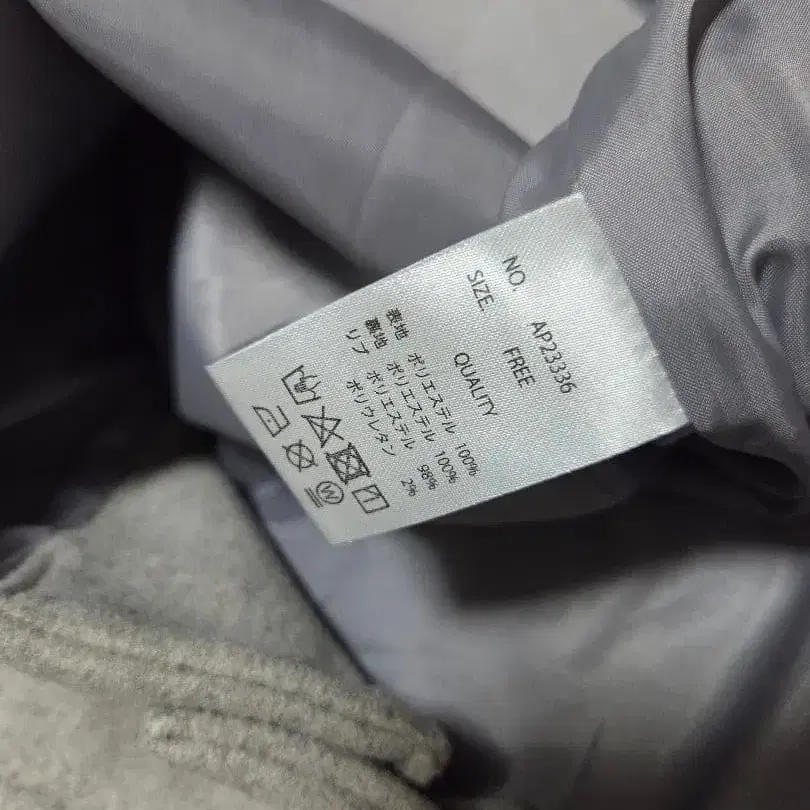 NO. AP23336
SIZE. FREE
QUALITY
表地 ポリエステル 100%
裏地 ポリエステル 100%
リブ ポリエステル 98%
ポリウレタン 2%
W